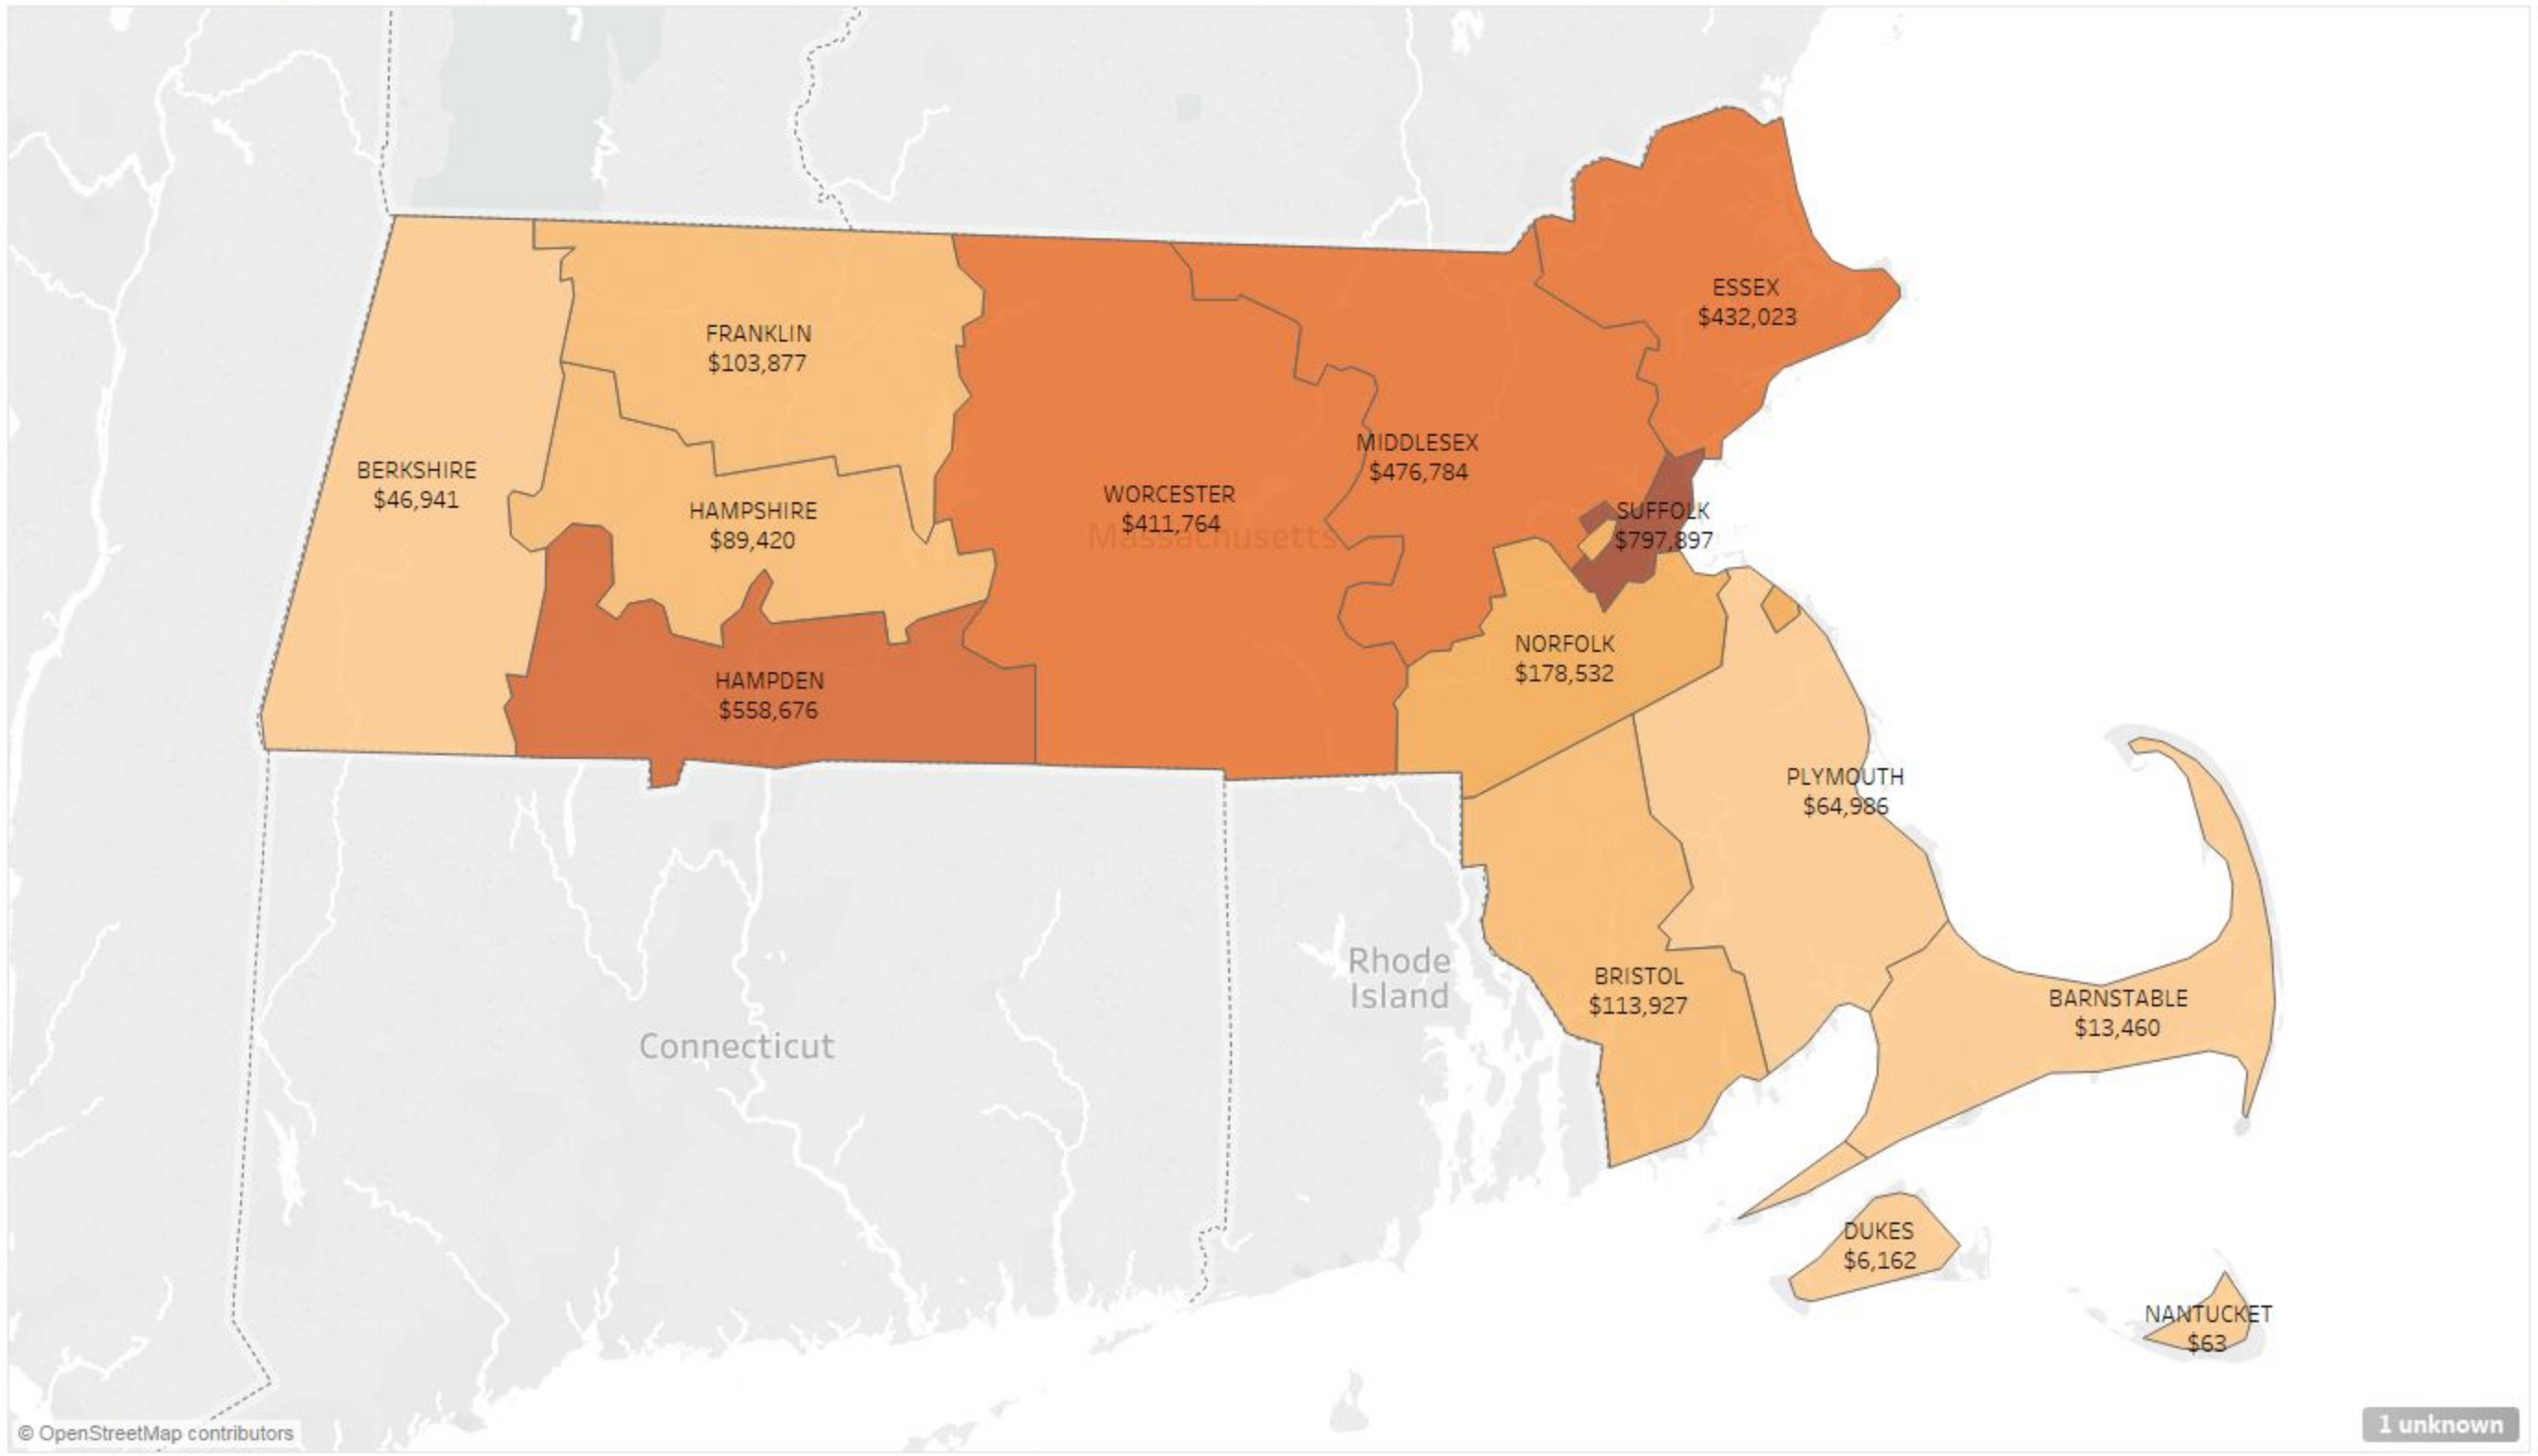 ESSEX
$432,023
FRANKLIN
$103,877
MIDDLESEX
$476,784
BERKSHIRE
$46,941
WORCESTER
$411,764
Massachusetts
HAMPSHIRE
$89,420
SUFFOLK
$797,897
NORFOLK
$178,532
HAMPDEN
$558,676
PLYMOUTH
$64,986
Rhode
Island
BRISTOL
$113,927
BARNSTABLE
$13,460
Connecticut
DUKES
$6,162
NANTUCKET
$63
© OpenStreetMap contributors
1 unknown